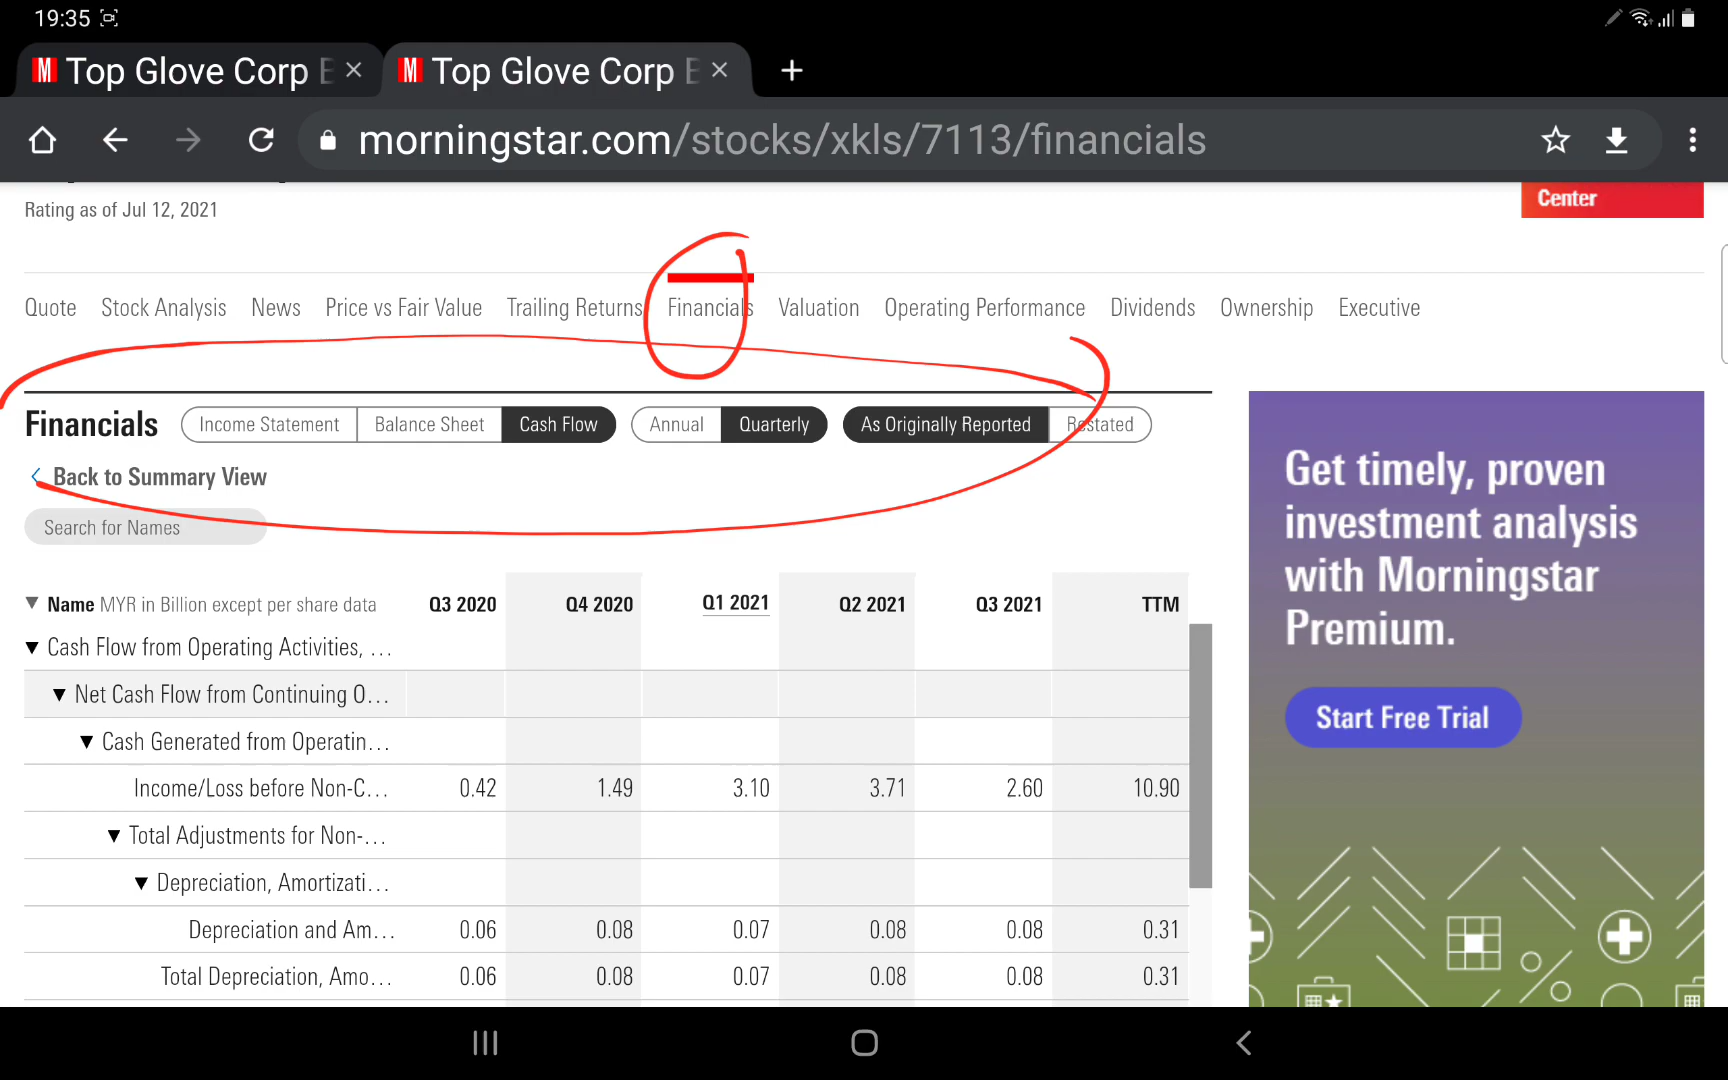 19:35
Top Glove Corp Top Glove Corp
morningstar.com/stocks/xkls/7113/financials
Rating as of Jul 12, 2021
Center
Quote Stock Analysis News Price vs Fair Value Trailing Returns Financials Valuation Operating Performance Dividends Ownership Executive
Financials Income Statement Balance Sheet Cash Flow Annual Quarterly As Originally Reported Restated
Back to Summary View
Search for Names
Name MYR in Billion except per share data Q3 2020 Q4 2020 Q1 2021 Q2 2021 Q3 2021 TTM
Cash Flow from Operating Activities, ...
Net Cash Flow from Continuing O...
Cash Generated from Operatin...
Income/Loss before Non-C... 0.42 1.49 3.10 3.71 2.60 10.90
Total Adjustments for Non-...
Depreciation, Amortizati...
Depreciation and Am... 0.06 0.08 0.07 0.08 0.08 0.31
Total Depreciation, Amo... 0.06 0.08 0.07 0.08 0.08 0.31
Get timely, proven
investment analysis
with Morningstar
Premium.
Start Free Trial